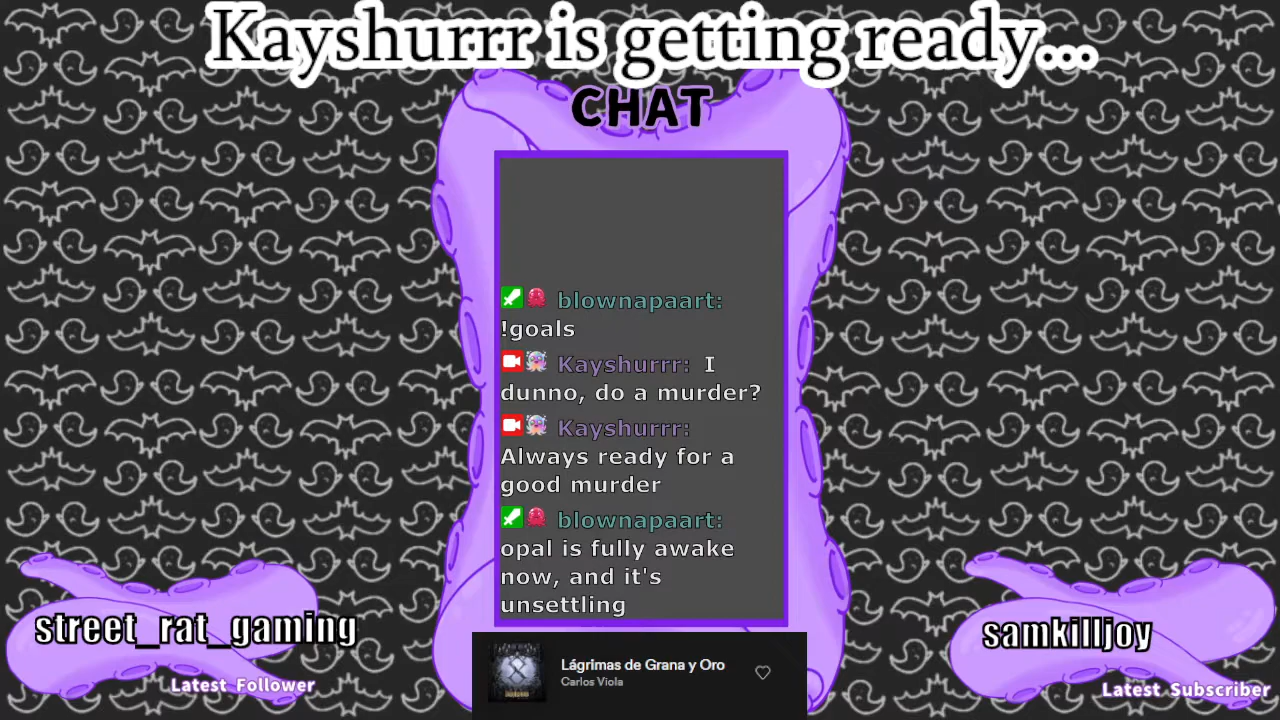 Kayshurrr is getting ready...
CHAT
blownapaart:
!goals
Kayshurrr: I
dunno, do a murder?
Kayshurrr:
Always ready for a
good murder
blownapaart:
opal is fully awake
now, and it's
unsettling
street_rat_gaming
Latest Follower
samkilljoy
Latest Subscriber
Lágrimas de Grana y Oro
Carlos Viola